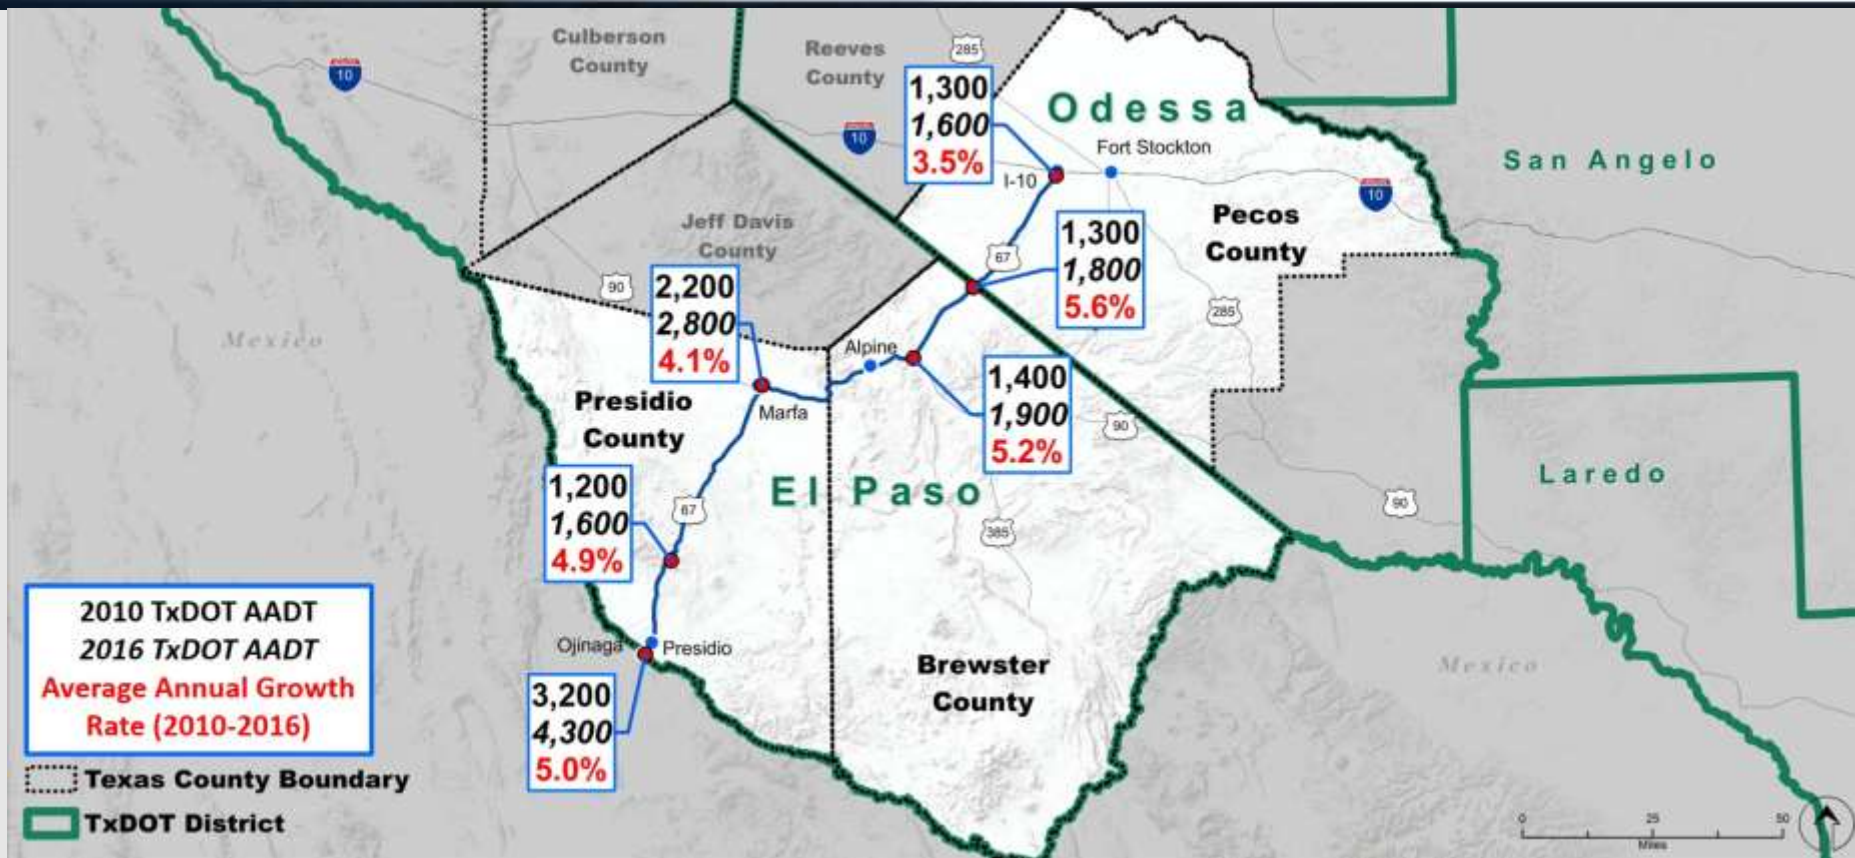 Culberson
County
Reeves
County
285
10
1,300
1,600
3.5%
Odessa
10
Fort Stockton
San Angelo
I-10
10
Jeff Davis
County
Pecos
County
1,300
1,800
5.6%
67
90
2,200
2,800
4.1%
285
Mexico
Alpine
1,400
1,900
5.2%
Presidio
County
Marfa
90
Laredo
1,200
1,600
4.9%
67
El Paso
90
385
2010 TxDOT AADT
2016 TxDOT AADT
Average Annual Growth
Rate (2010-2016)
Ojinaga
Presidio
Brewster
County
Mexico
3,200
4,300
5.0%
Texas County Boundary
TxDOT District
0 25 50
Miles